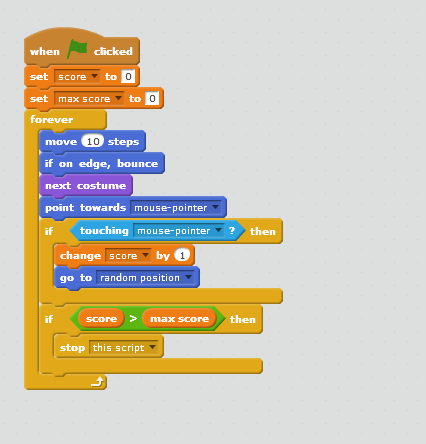 when clicked
set score to 0
set max score to 0
forever
move 10 steps
if on edge, bounce
next costume
point towards mouse-pointer
if touching mouse-pointer ? then
change score by 1
go to random position
if score > max score then
stop this script